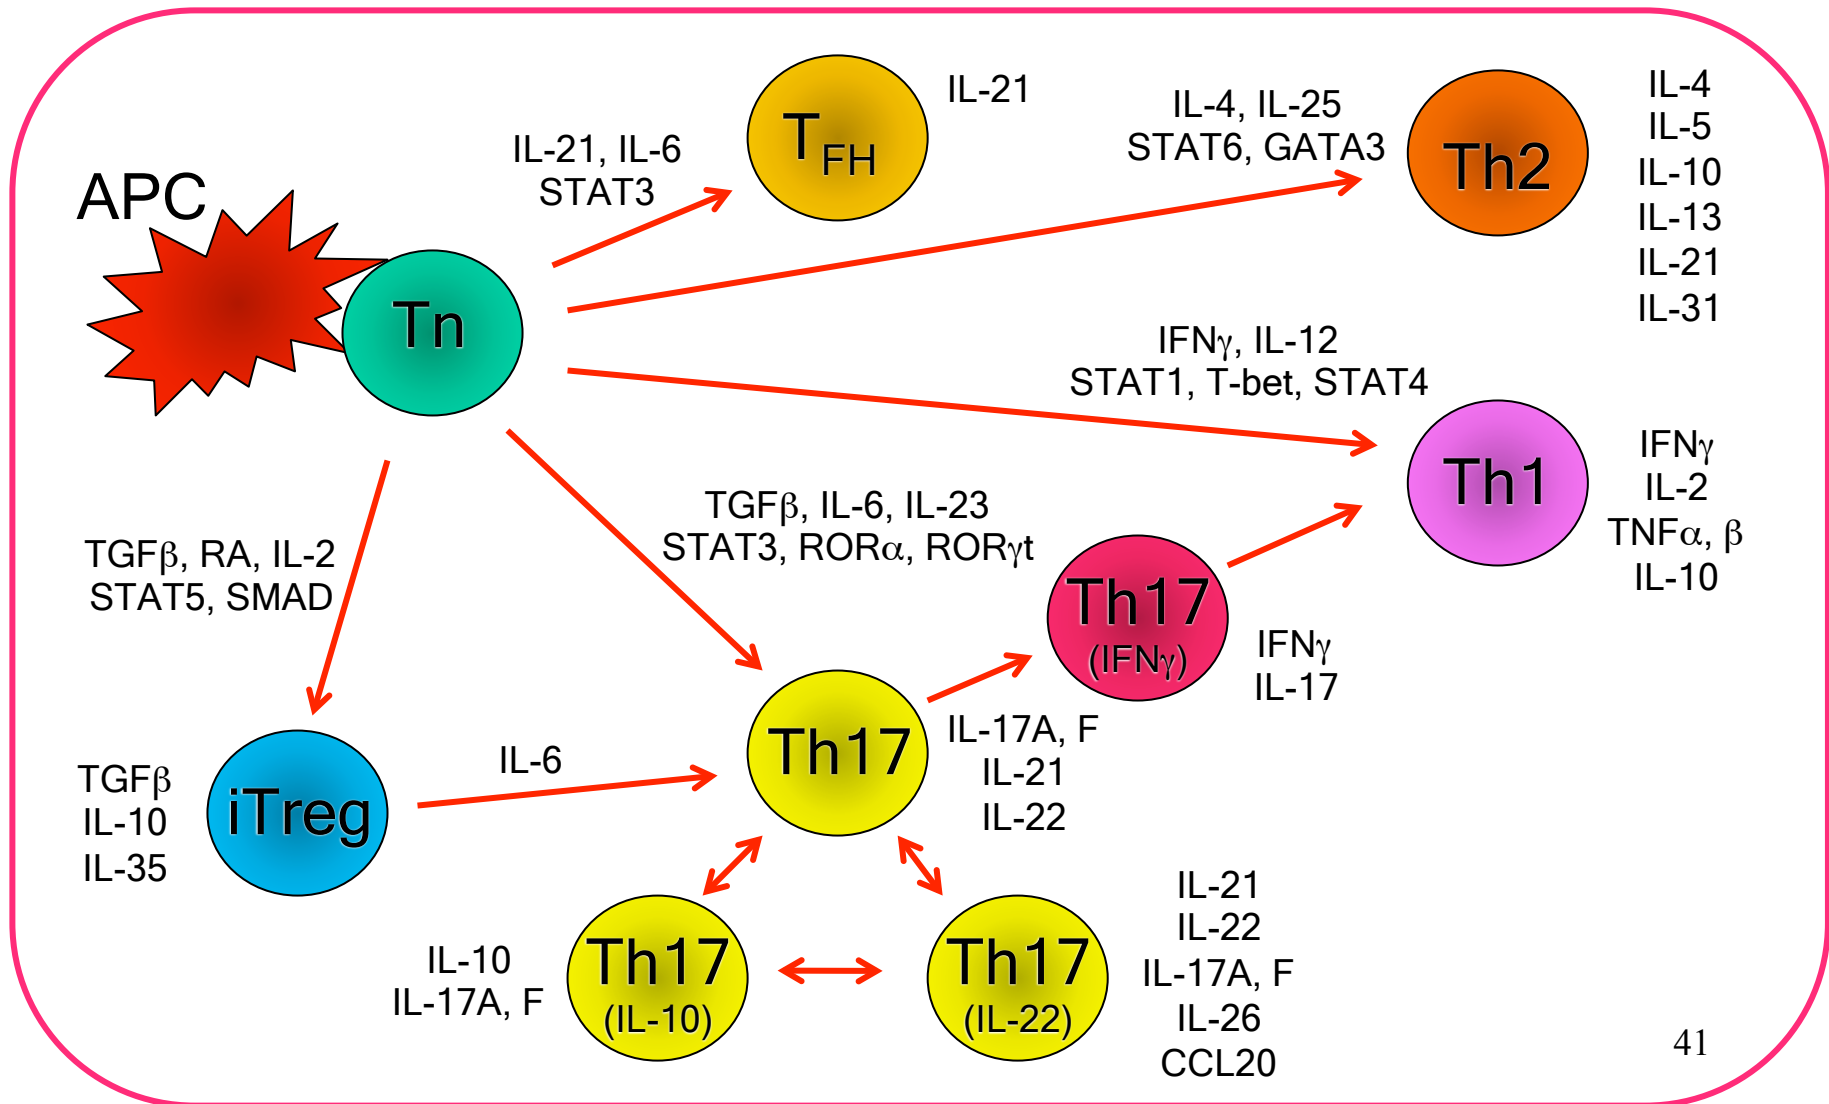 APC
Tn
IL-21, IL-6
STAT3
T_FH
IL-21
IL-4, IL-25
STAT6, GATA3
Th2
IL-4
IL-5
IL-10
IL-13
IL-21
IL-31
IFNγ, IL-12
STAT1, T-bet, STAT4
Th1
IFNγ
IL-2
TNFα, β
IL-10
TGFβ, RA, IL-2
STAT5, SMAD
TGFβ, IL-6, IL-23
STAT3, RORα, RORγt
Th17
(IFNγ)
IFNγ
IL-17
TGFβ
IL-10
IL-35
iTreg
IL-6
Th17
IL-17A, F
IL-21
IL-22
IL-10
IL-17A, F
Th17
(IL-10)
Th17
(IL-22)
IL-21
IL-22
IL-17A, F
IL-26
CCL20
41